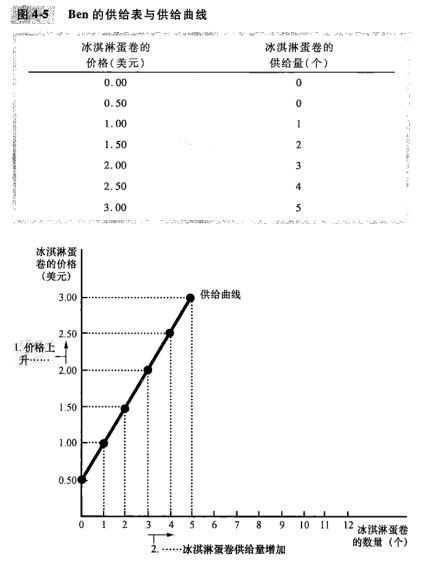 图4-5 Ben 的供给表与供给曲线
冰淇淋蛋卷的 冰淇淋蛋卷的
价格(美元) 供给量(个)
0.00 0
0.50 0
1.00 1
1.50 2
2.00 3
2.50 4
3.00 5
冰淇淋蛋
卷的价格
(美元)
3.00 供给曲线
2.50
1. 价格上
升……
2.00
1.50
1.00
0.50
0 1 2 3 4 5 6 7 8 9 10 11 12 冰淇淋蛋卷
的数量(个)
2. ……冰淇淋蛋卷供给量增加